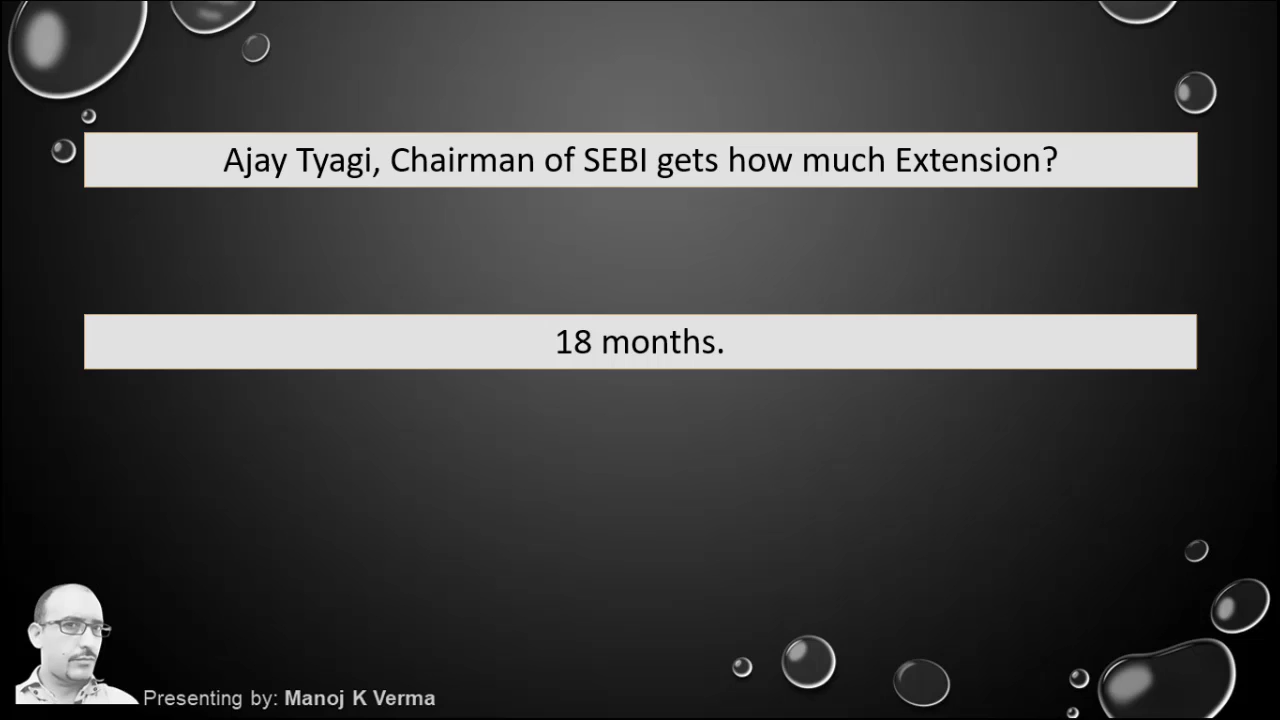 Ajay Tyagi, Chairman of SEBI gets how much Extension?
18 months.
Presenting by: Manoj K Verma